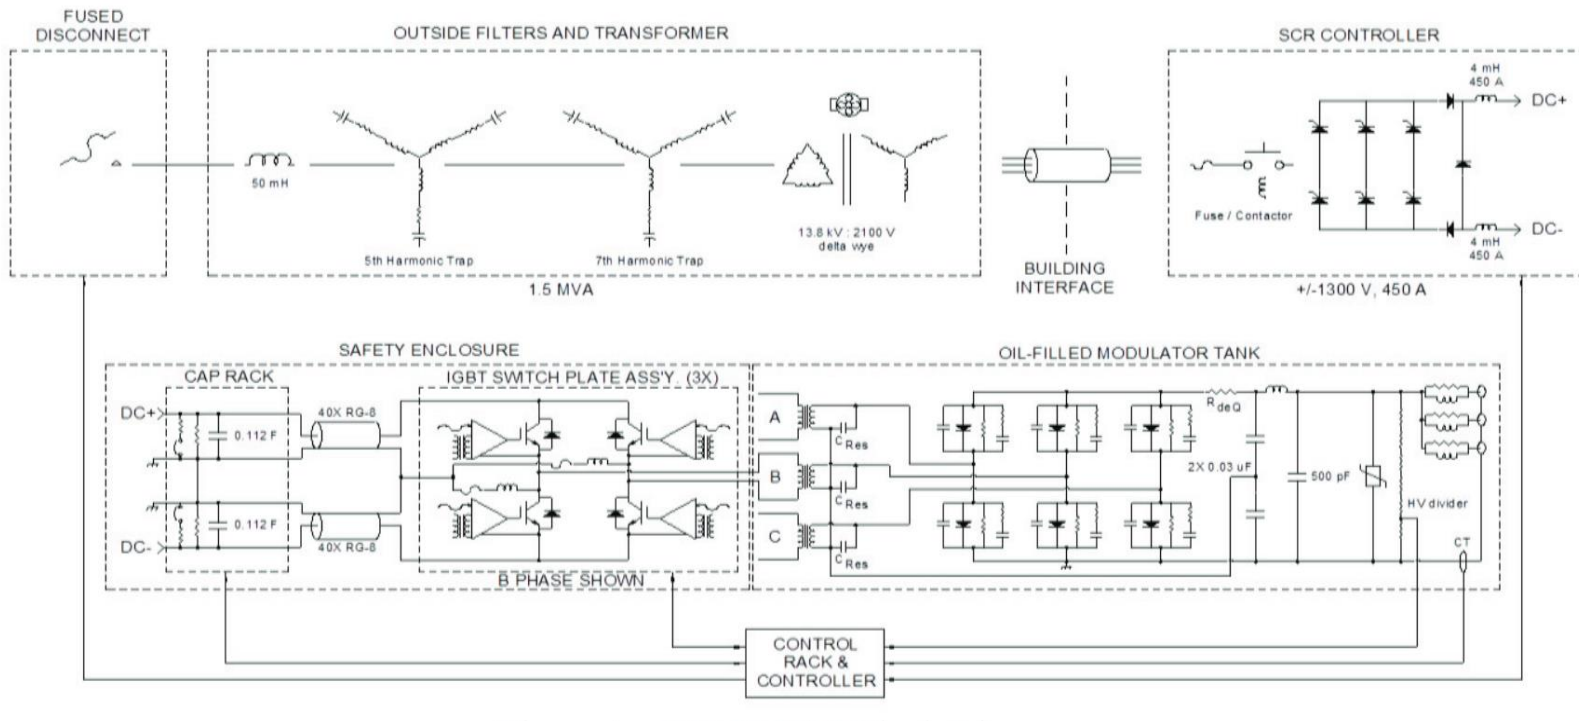 FUSED
DISCONNECT
OUTSIDE FILTERS AND TRANSFORMER
SCR CONTROLLER
4 mH
450 A
DC+
50 mH
Fuse / Contactor
13.8 kV : 2100 V
delta wye
DC-
4 mH
450 A
5th Harmonic Trap
7th Harmonic Trap
1.5 MVA
BUILDING
INTERFACE
+/-1300 V, 450 A
SAFETY ENCLOSURE
OIL-FILLED MODULATOR TANK
CAP RACK
IGBT SWITCH PLATE ASS'Y. (3X)
DC+
40X RG-8
0.112 F
A
C Res
R deQ
B
C Res
2X 0.03 uF
500 pF
HV divider
0.112 F
C
C Res
DC-
40X RG-8
CT
B PHASE SHOWN
CONTROL
RACK &
CONTROLLER